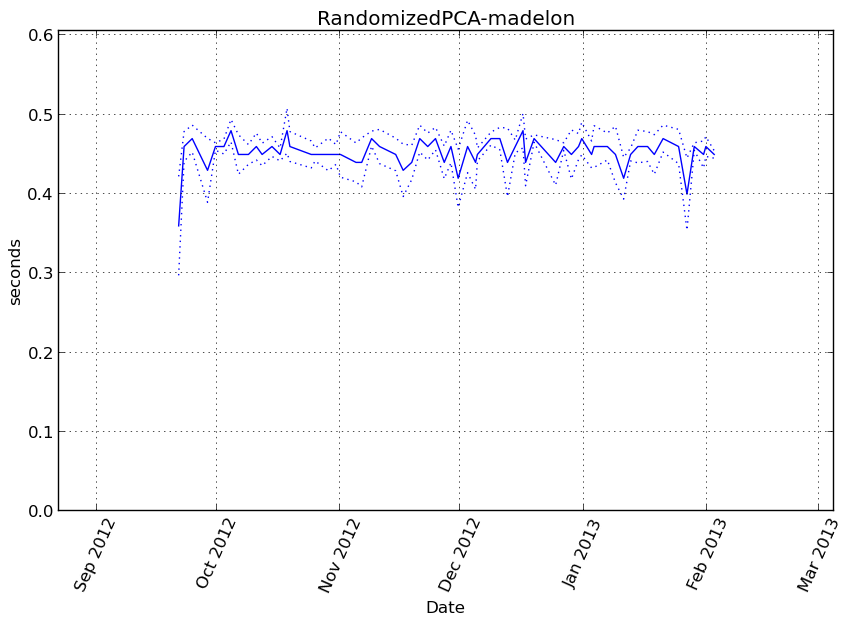 RandomizedPCA-madelon
0.6
0.5
0.4
0.3
0.2
0.1
0.0
seconds
Sep 2012
Oct 2012
Nov 2012
Dec 2012
Jan 2013
Feb 2013
Mar 2013
Date